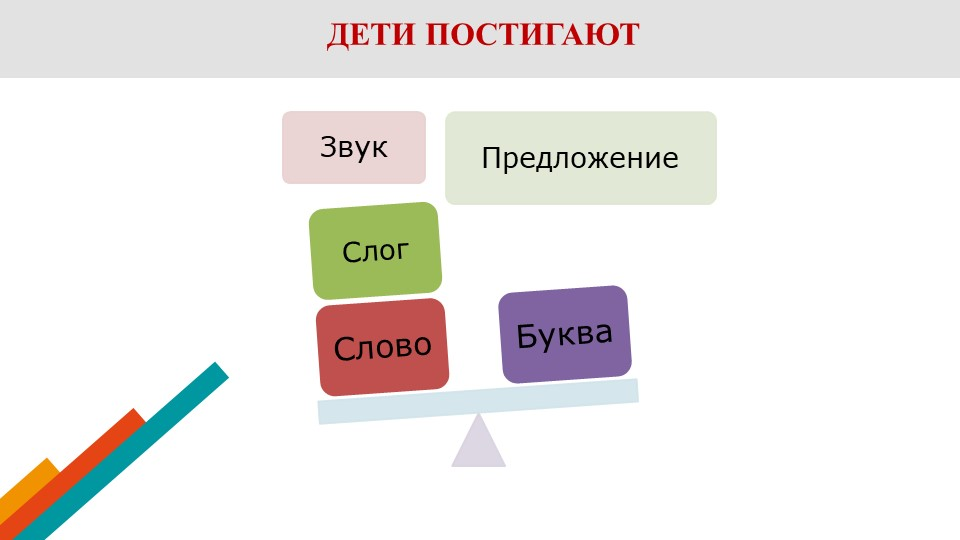 ДЕТИ ПОСТИГАЮТ
Звук
Предложение
Слог
Слово
Буква